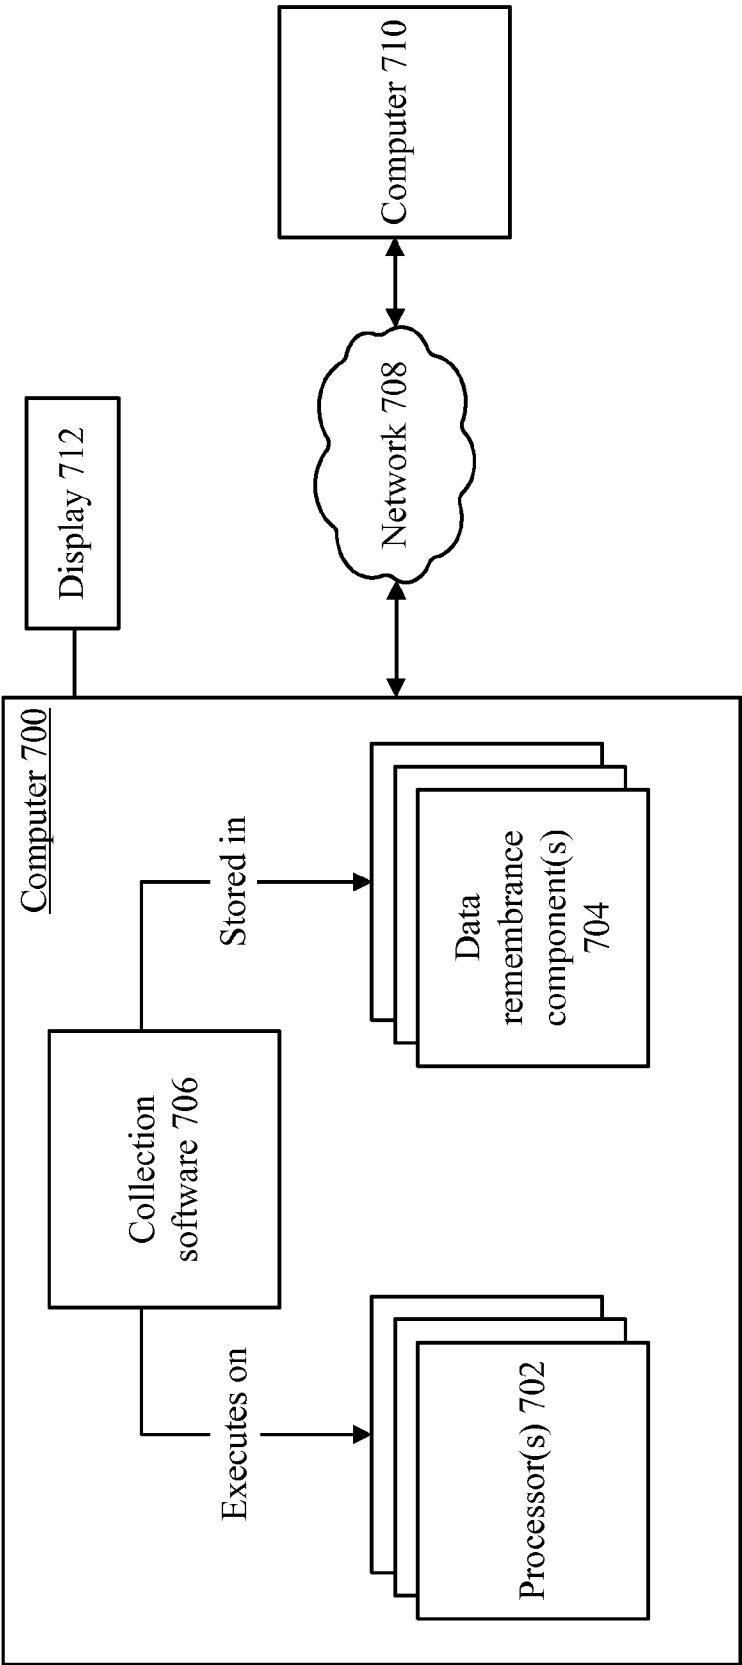 Computer 700
Collection
software 706
Executes on
Stored in
Processor(s) 702
Data
remembrance
component(s)
704
Display 712
Network 708
Computer 710